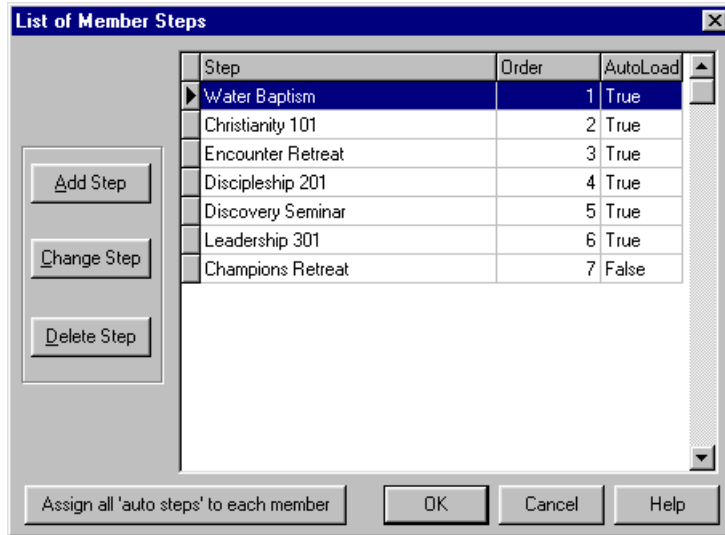 List of Member Steps
Step Order AutoLoad
Water Baptism 1 True
Christianity 101 2 True
Encounter Retreat 3 True
Discipleship 201 4 True
Discovery Seminar 5 True
Leadership 301 6 True
Champions Retreat 7 False
Add Step
Change Step
Delete Step
Assign all 'auto steps' to each member OK Cancel Help